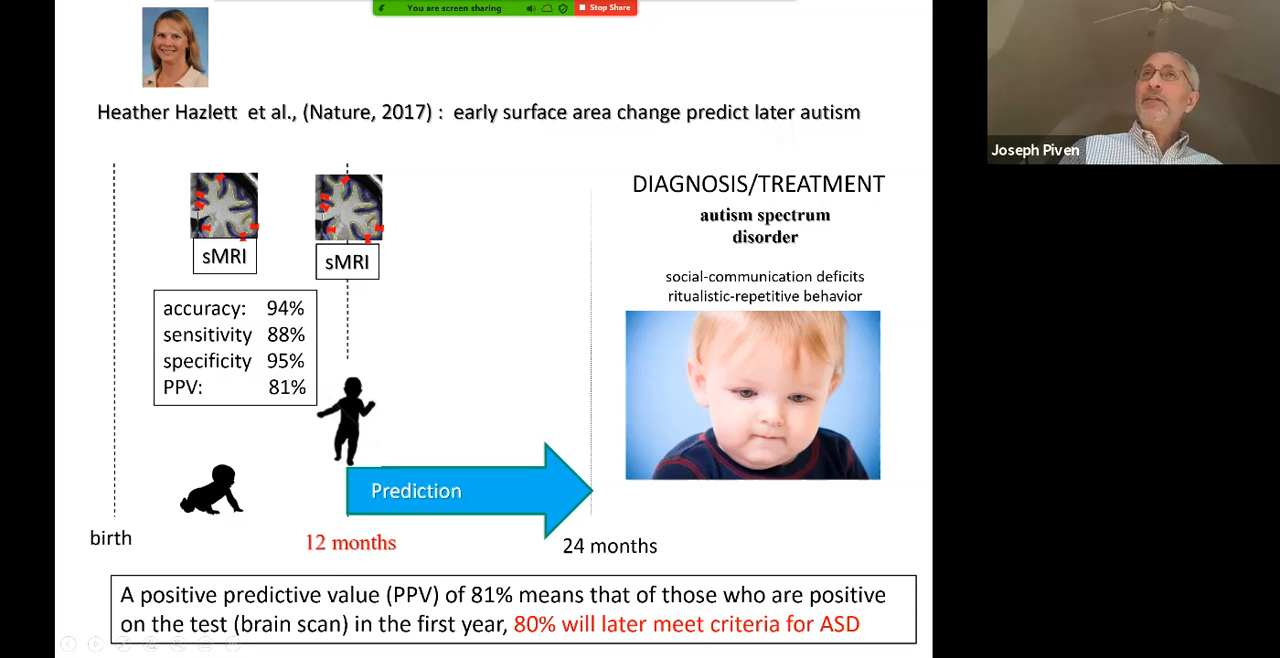 You are screen sharing
Stop Share
Heather Hazlett et al., (Nature, 2017) : early surface area change predict later autism
Joseph Piven
DIAGNOSIS/TREATMENT
autism spectrum
disorder
social-communication deficits
ritualistic-repetitive behavior
sMRI
sMRI
accuracy: 94%
sensitivity 88%
specificity 95%
PPV: 81%
Prediction
birth
12 months
24 months
A positive predictive value (PPV) of 81% means that of those who are positive
on the test (brain scan) in the first year, 80% will later meet criteria for ASD